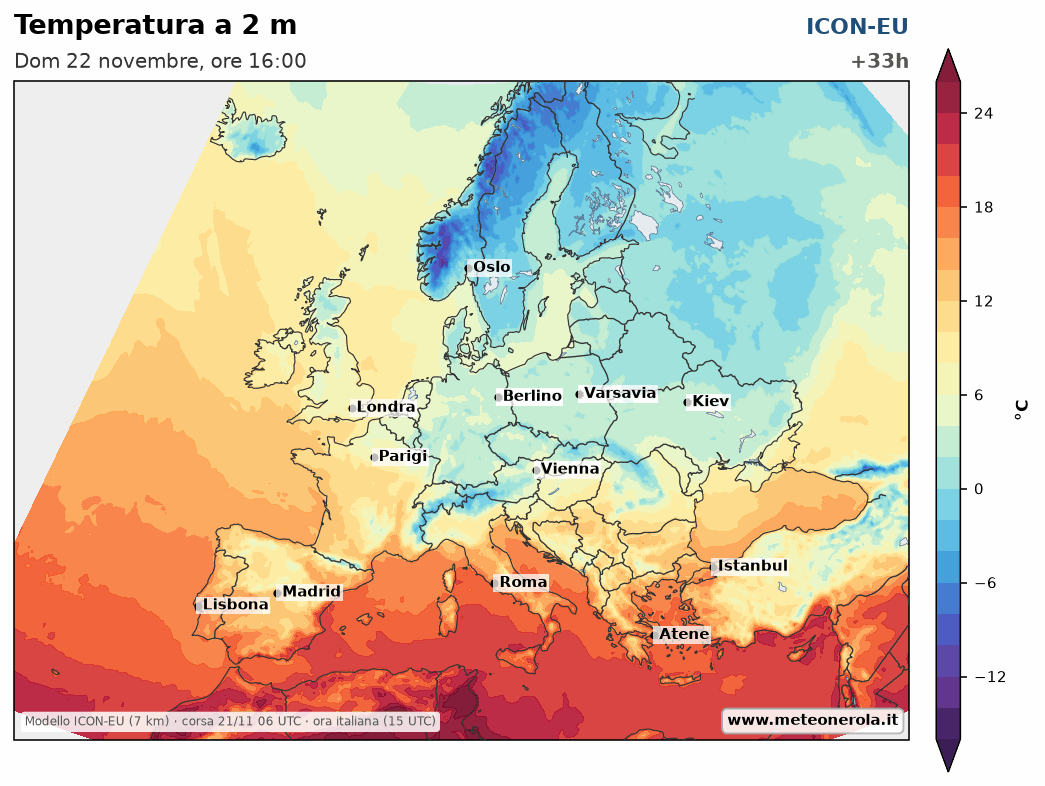 Temperatura a 2 m
ICON-EU
Dom 22 novembre, ore 16:00
+33h
24
18
12
6
0
−6
−12
°C
Oslo
Londra
Berlino
Varsavia
Kiev
Parigi
Vienna
Istanbul
Roma
Madrid
Lisbona
Atene
Modello ICON-EU (7 km) · corsa 21/11 06 UTC · ora italiana (15 UTC)
www.meteonerola.it